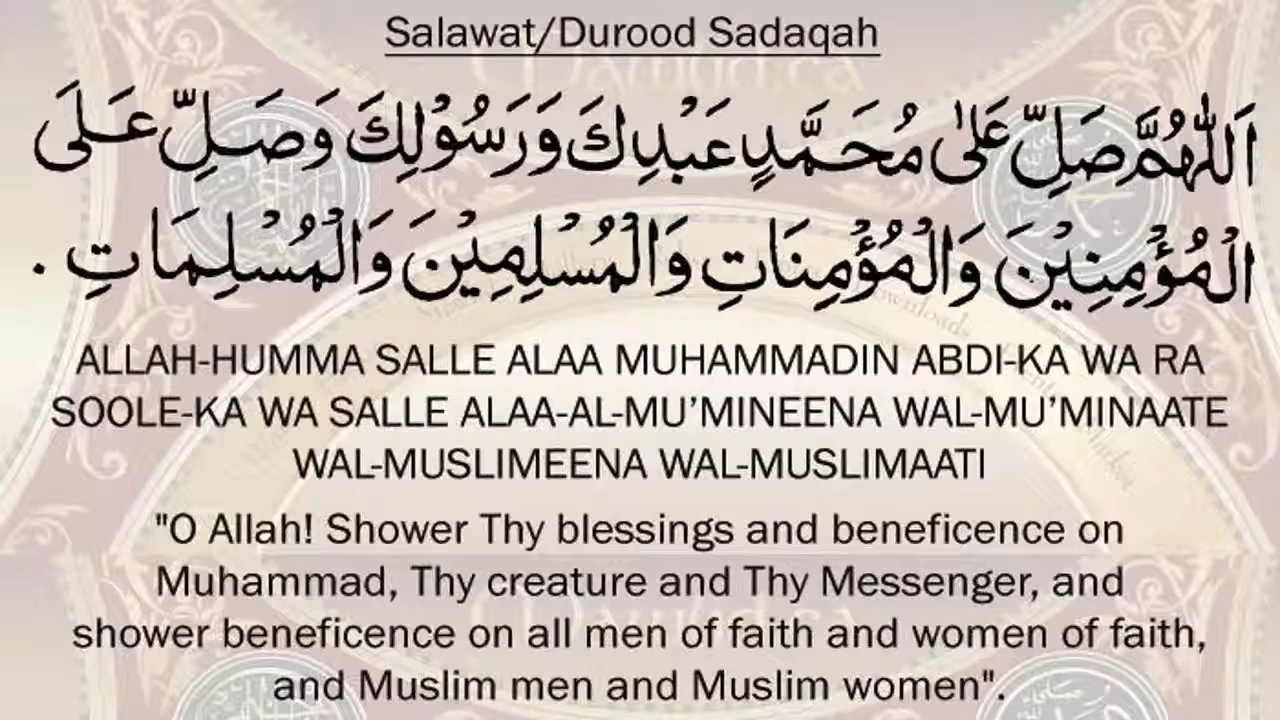 Salawat/Durood Sadaqah
اَللّٰهُمَّ صَلِّ عَلٰى مُحَمَّدٍ عَبْدِكَ وَرَسُوْلِكَ وَصَلِّ عَلَى
الْمُؤْمِنِيْنَ وَالْمُؤْمِنَاتِ وَالْمُسْلِمِيْنَ وَالْمُسْلِمَاتِ .
ALLAH-HUMMA SALLE ALAA MUHAMMADIN ABDI-KA WA RA
SOOLE-KA WA SALLE ALAA-AL-MU’MINEENA WAL-MU’MINAATE
WAL-MUSLIMEENA WAL-MUSLIMAATI
"O Allah! Shower Thy blessings and beneficence on
Muhammad, Thy creature and Thy Messenger, and
shower beneficence on all men of faith and women of faith,
and Muslim men and Muslim women".